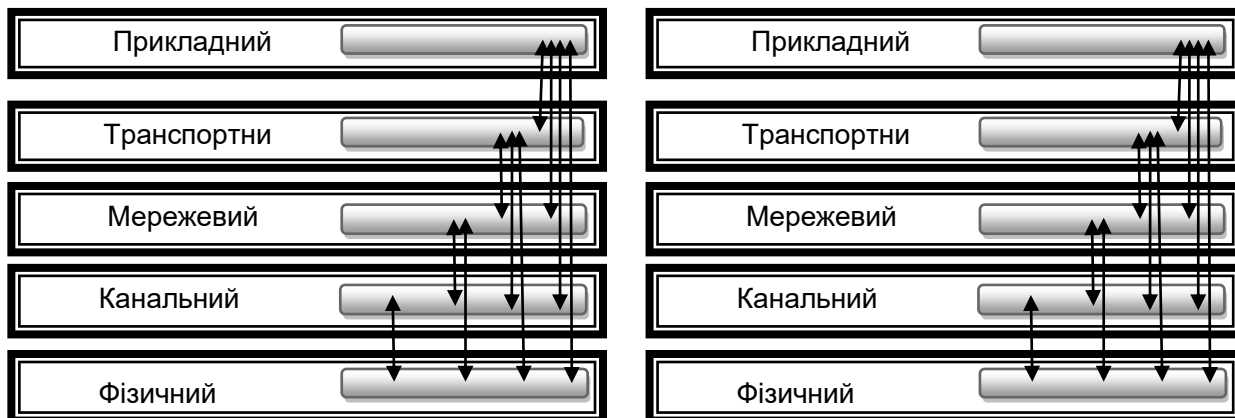 Прикладний
Транспортни
Мережевий
Канальний
Фізичний
Прикладний
Транспортни
Мережевий
Канальний
Фізичний